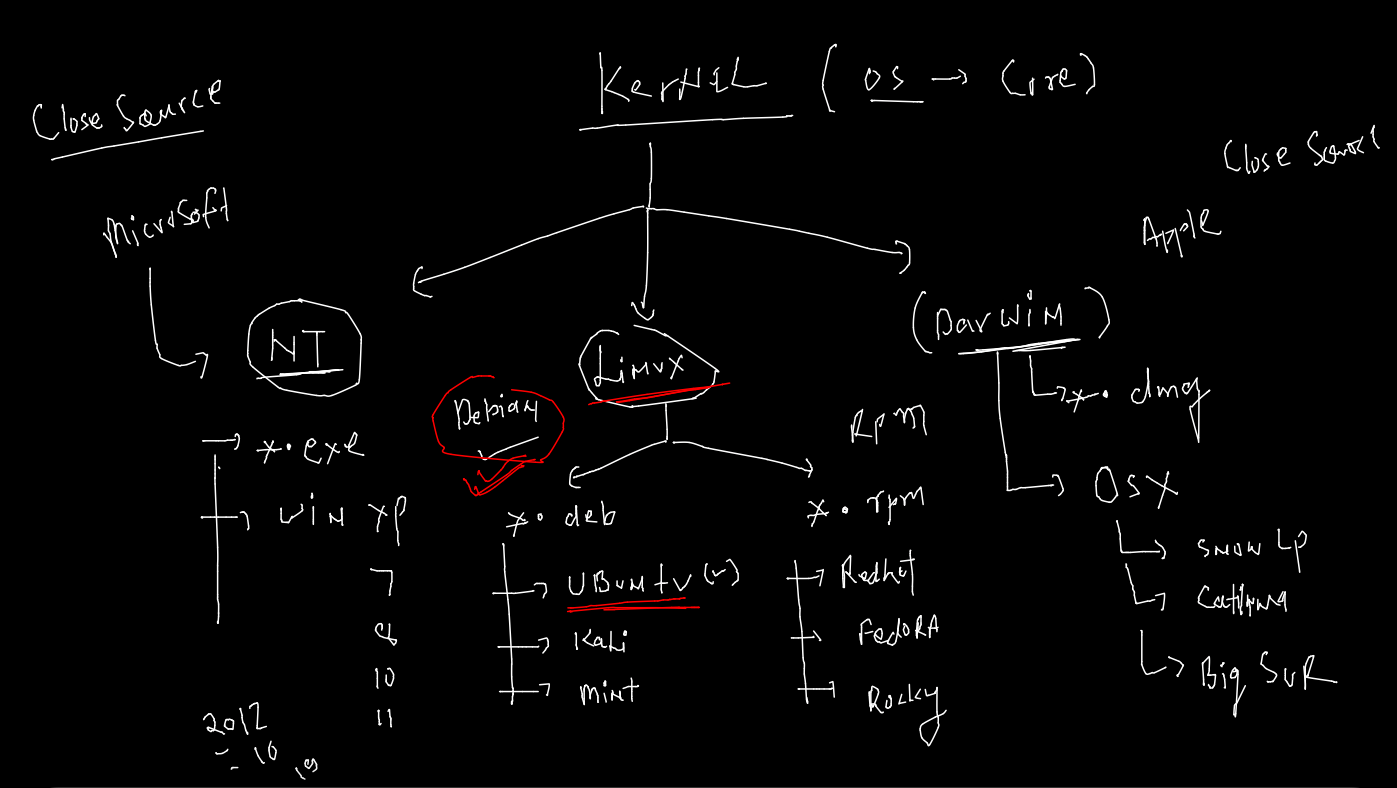 KerNEL (OS → Core)
Close Source
Close Source
Microsoft
Apple
NT
Linux
(DarWiN)
*.exe
Debian
Rpm
*.dmg
WiN XP
*.deb
*.rpm
OSX
7
UBuntu (v)
Redhat
SNOW LP
8
Kali
FedoRA
Catlina
10
Mint
Rocky
Big SuR
11
2012
16
19